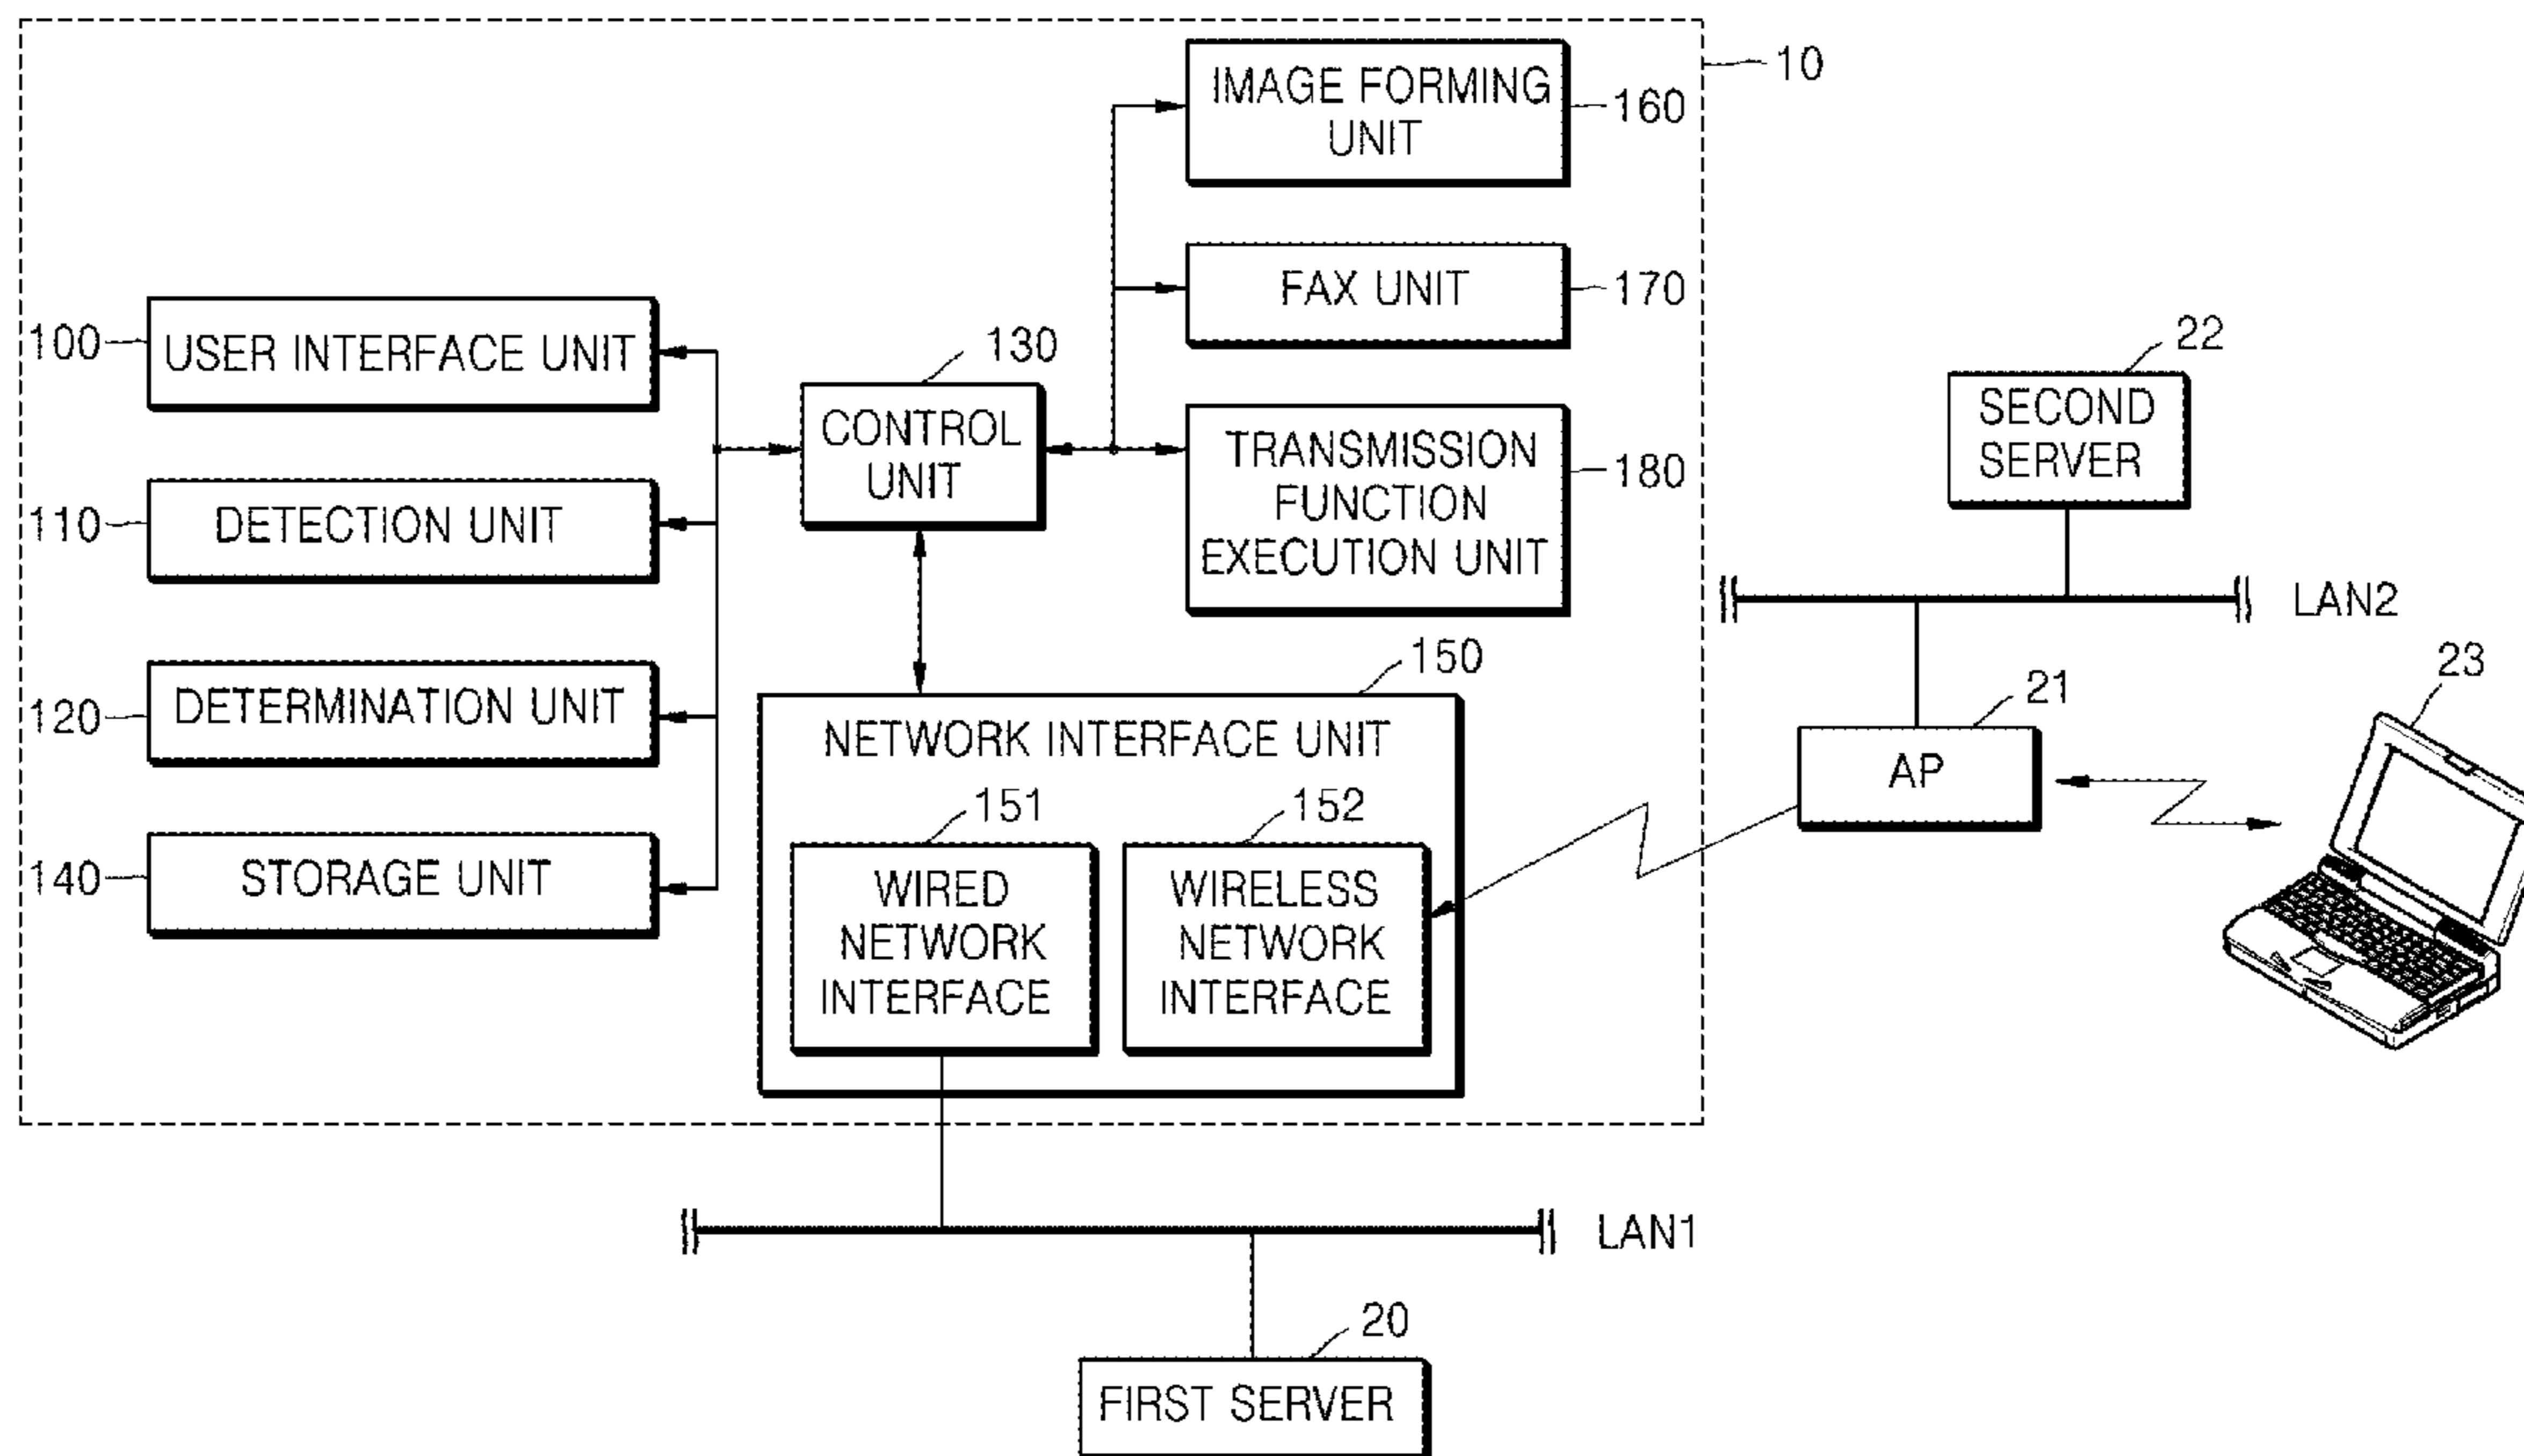 10
IMAGE FORMING
UNIT
160
FAX UNIT
170
100
USER INTERFACE UNIT
130
CONTROL
UNIT
TRANSMISSION
FUNCTION
EXECUTION UNIT
180
22
SECOND
SERVER
110
DETECTION UNIT
LAN2
120
DETERMINATION UNIT
150
NETWORK INTERFACE UNIT
21
AP
23
140
STORAGE UNIT
151
WIRED
NETWORK
INTERFACE
152
WIRELESS
NETWORK
INTERFACE
LAN1
20
FIRST SERVER